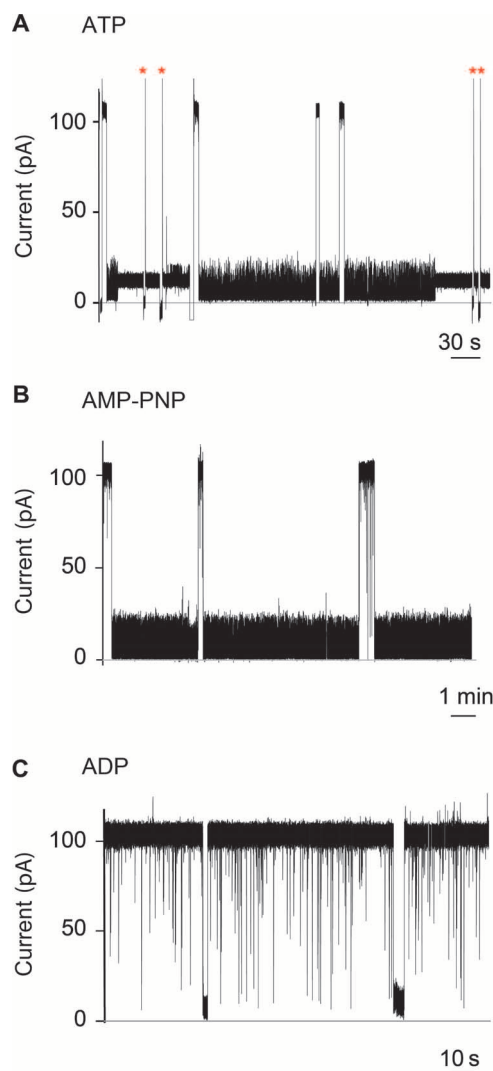 A ATP
* * **
Current (pA)
100
50
0
30 s
B AMP-PNP
Current (pA)
100
50
0
1 min
C ADP
Current (pA)
100
50
0
10 s